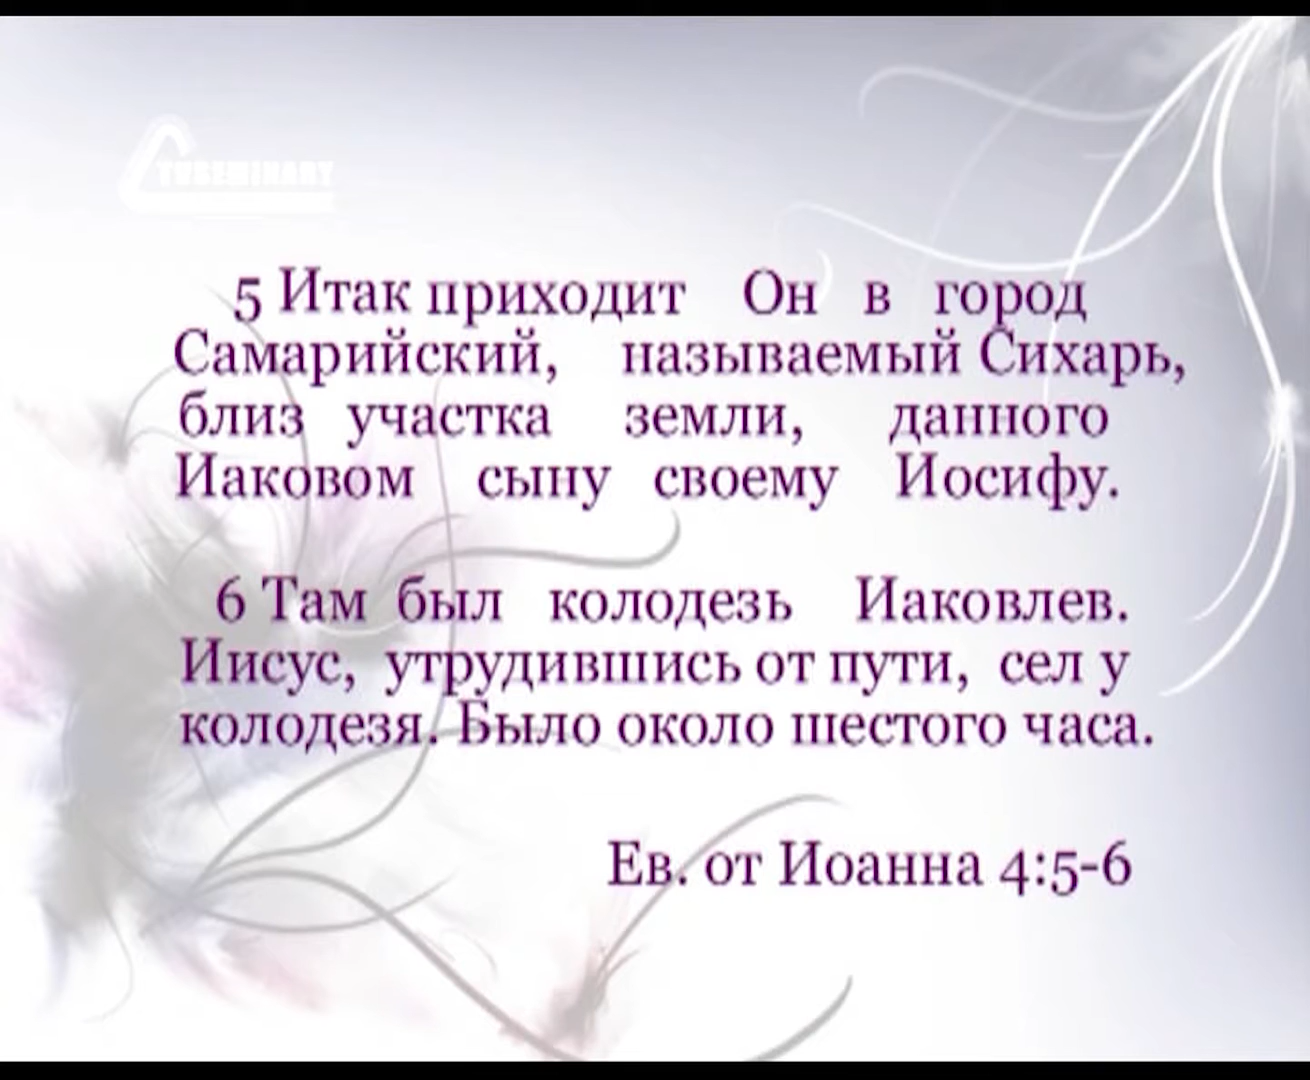 5 Итак приходит Он в город
Самарийский, называемый Сихарь,
близ участка земли, данного
Иаковом сыну своему Иосифу.
6 Там был колодезь Иаковлев.
Иисус, утрудившись от пути, сел у
колодезя. Было около шестого часа.
Ев. от Иоанна 4:5-6